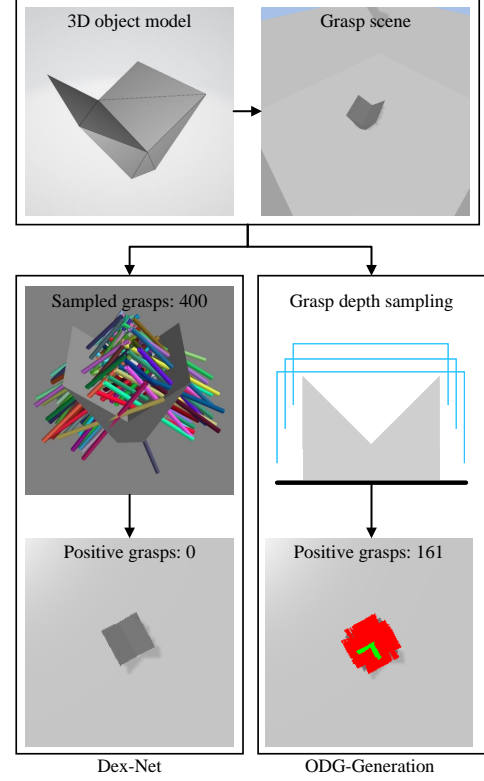 3D object model
Grasp scene
Sampled grasps: 400
Grasp depth sampling
Positive grasps: 0
Positive grasps: 161
Dex-Net
ODG-Generation